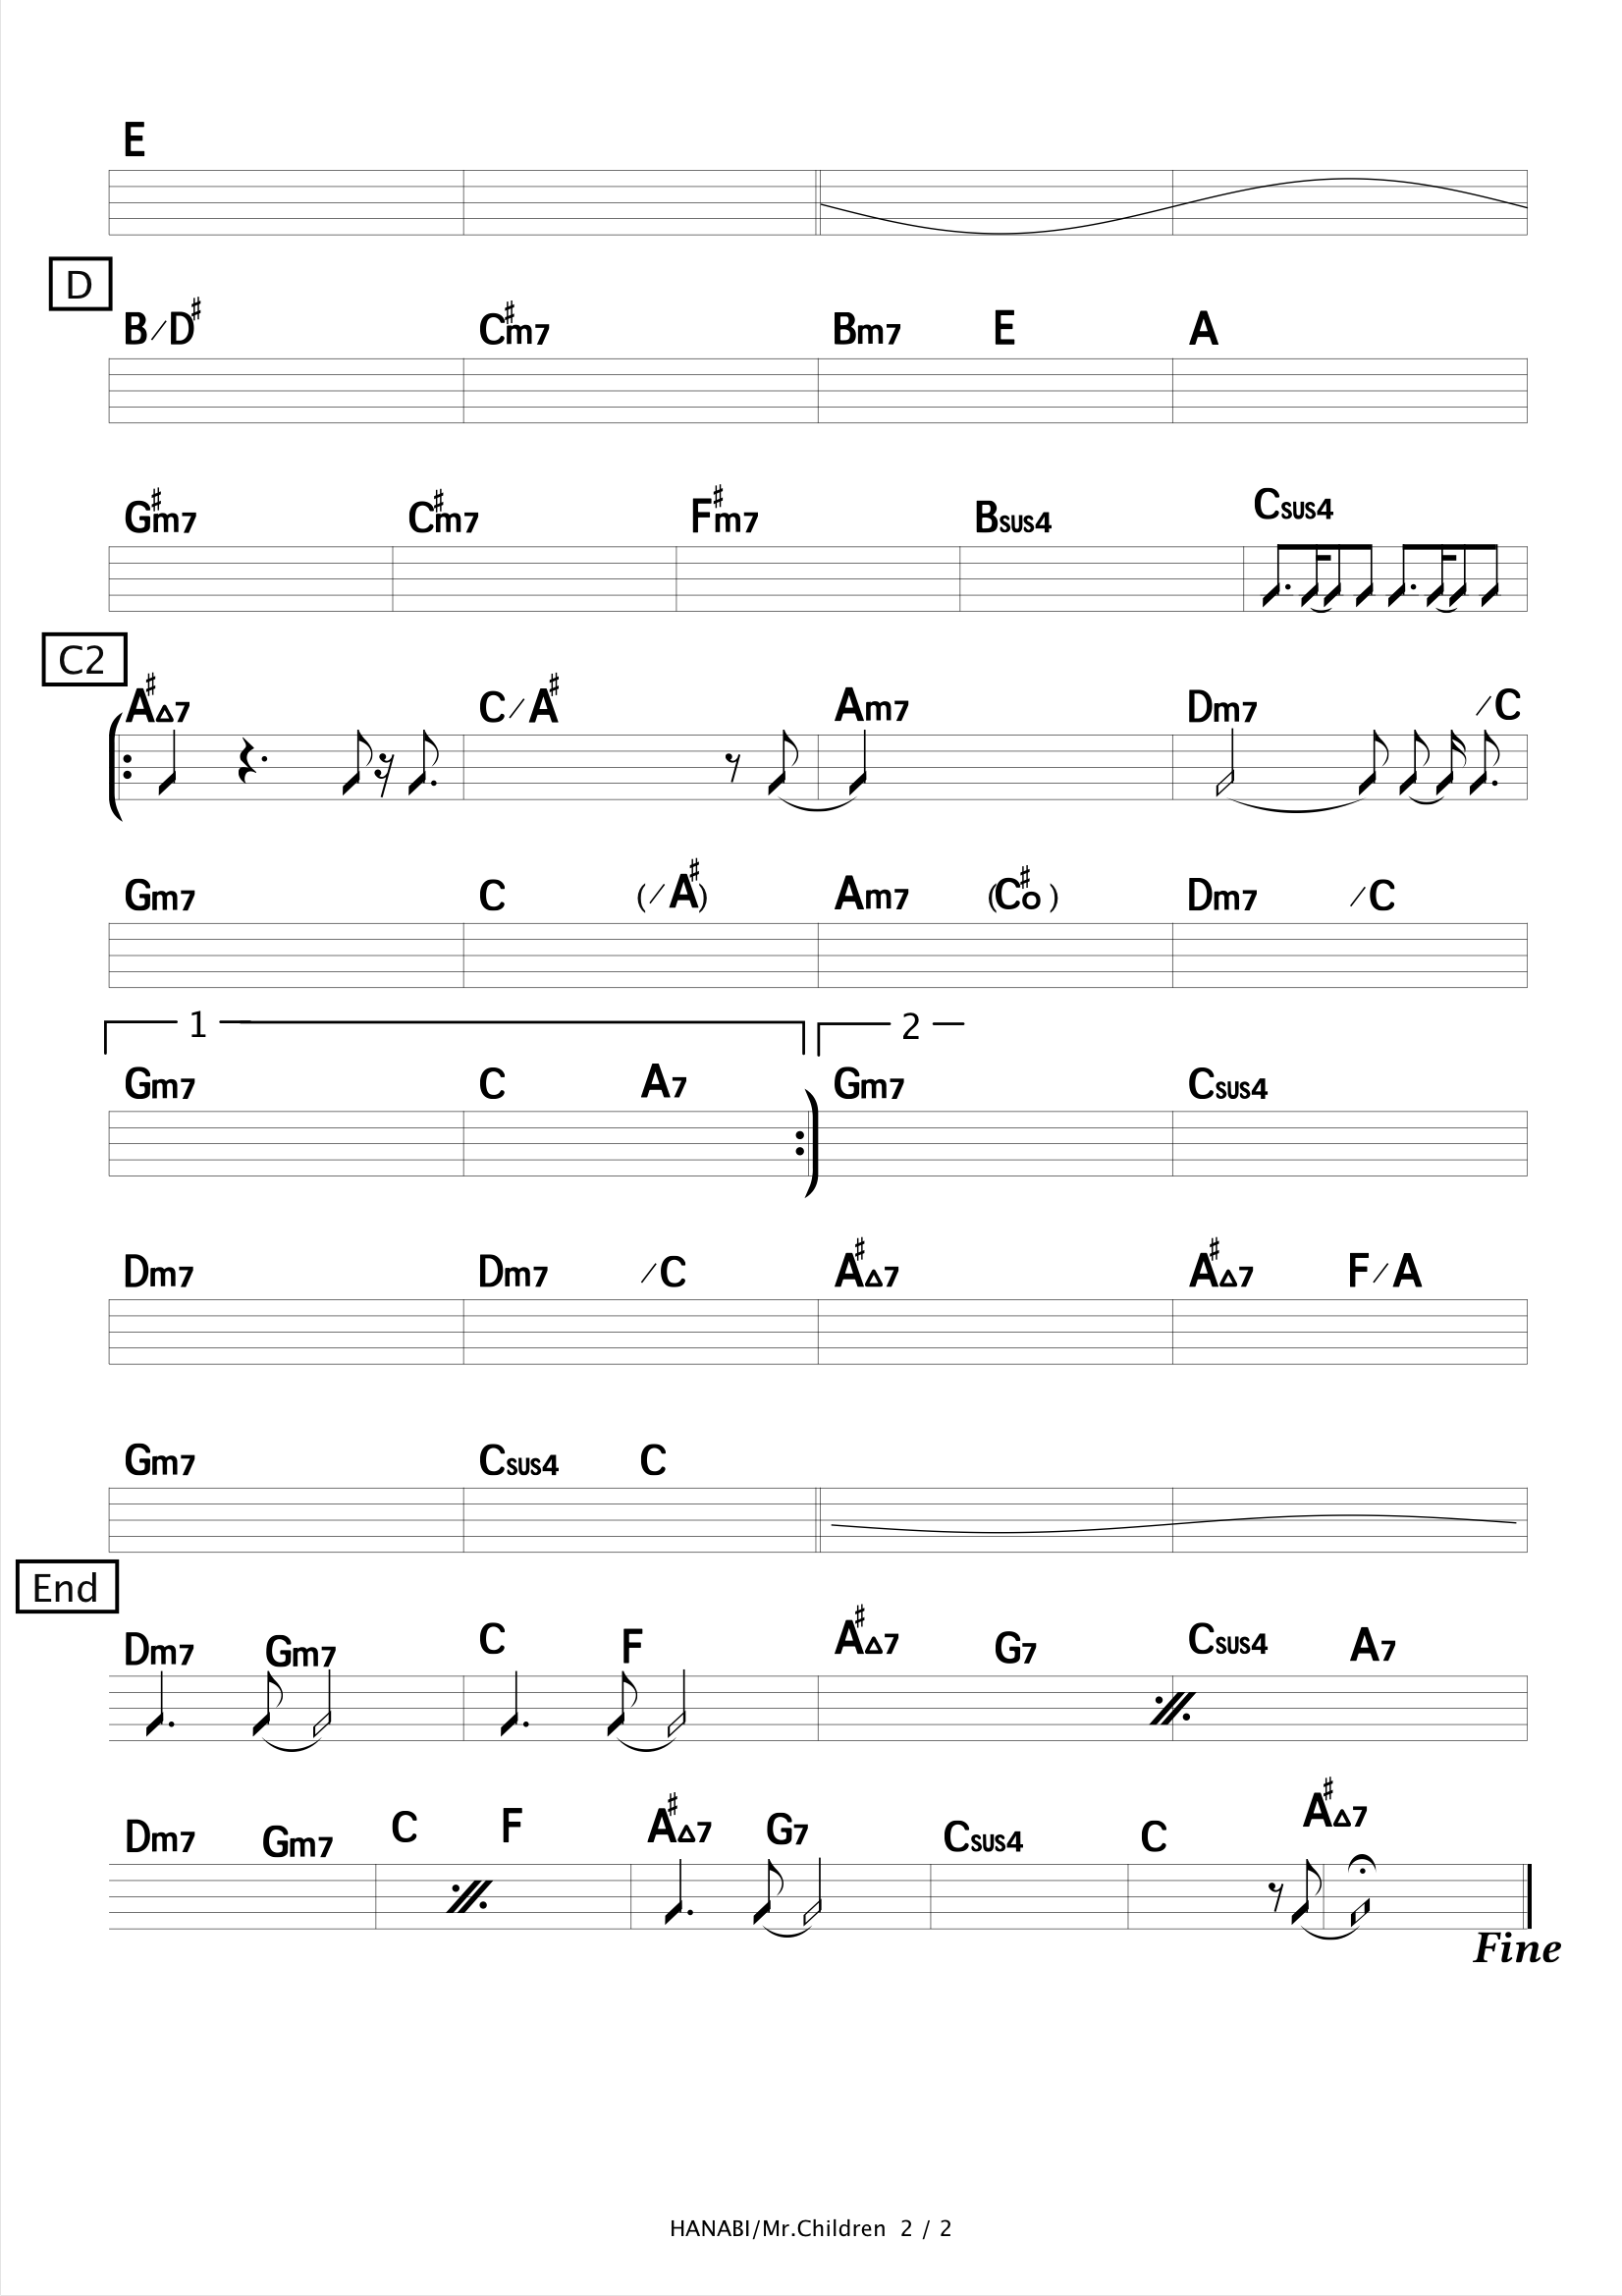 E
D
B/D♯ C♯m7 Bm7 E A
G♯m7 C♯m7 F♯m7 Bsus4 Csus4
C2
A♯△7 C/A♯ Am7 Dm7 /C
Gm7 C (/A♯) Am7 (C♯o) Dm7 /C
1 2
Gm7 C A7 Gm7 Csus4
Dm7 Dm7 /C A♯△7 A♯△7 F/A
Gm7 Csus4 C
End
Dm7 Gm7 C F A♯△7 G7 Csus4 A7
Dm7 Gm7 C F A♯△7 G7 Csus4 C A♯△7
Fine
HANABI/Mr.Children 2 / 2